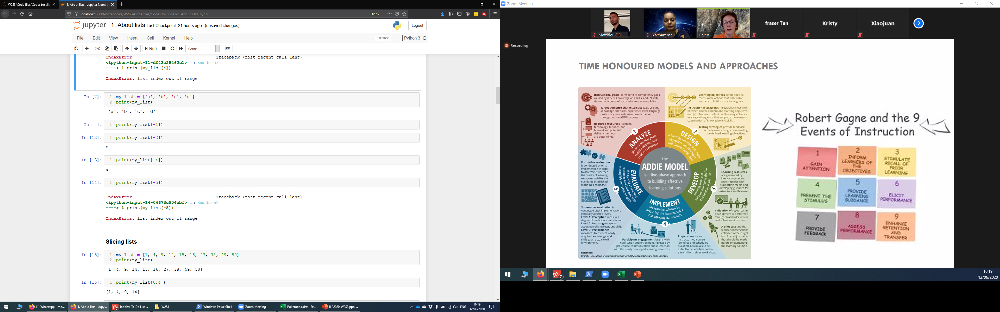 W2S3/Code files/Codes for slid
1. About lists - Jupyter Notebo
localhost:8888/notebooks/W2S3/Code files/Codes for slides/1. About lists.ipynb
120%
jupyter 1. About lists Last Checkpoint: 21 hours ago (unsaved changes)
Logout
File Edit View Insert Cell Kernel Help
Trusted
Python 3
Run
Code
IndexError Traceback (most recent call last)
<ipython-input-11-df42a28462c1> in <module>
----> 1 print(my_list[4])
IndexError: list index out of range
In [7]:
1 my_list = ['a', 'b', 'c', 'd']
2 print(my_list)
['a', 'b', 'c', 'd']
In [ ]: 1 print(my_list[-1])
In [12]: 1 print(my_list[-2])
c
In [13]: 1 print(my_list[-4])
a
In [14]: 1 print(my_list[-5])
---------------------------------------------------------------------------
IndexError Traceback (most recent call last)
<ipython-input-14-04673c904ebf> in <module>
----> 1 print(my_list[-5])
IndexError: list index out of range
Slicing lists
In [15]: 1 my_list = [1, 4, 9, 14, 15, 16, 27, 38, 49, 50]
2 print(my_list)
[1, 4, 9, 14, 15, 16, 27, 38, 49, 50]
In [16]: 1 print(my_list[0:4])
[1, 4, 9, 14]
(1) WhatsApp - Mo...
1. About lists - Jupy...
7
Todoist: To-Do List ...
W2S3
Windows PowerShell
Zoom Meeting
Pokemons.xlsx - Ex...
ILP2020_W2S3.pptx...
ENG
16:19
12/06/2020
Zoom Meeting
Matthieu DE ...
Nachamma
Helen
fraser Tan
Kristy
Xiaojuan
Recording
TIME HONOURED MODELS AND APPROACHES
Instructional goals (1) respond to competency gaps
caused by lack of knowledge and skills, and (2) state
desired outcomes of successful course completion.
Target audience characteristics (e.g., existing
knowledge and skills, experience level, language
proficiency, motivation) inform decisions
throughout the ADDIE process.
Required resources (content,
technology, facilities, and
human) and potential
delivery methods
are determined.
Learning objectives define specific,
measurable actions that will enable
learners to fulfill instructional goals.
Instructional strategies (1) establish clear links
between course content and learning objectives,
and (2) introduce content and learning activities
in a logical sequence that supports the learners'
construction of knowledge and skills.
Testing strategies provide feedback
on the learners' progress in meeting
the defined learning objectives.
1
ANALYZE
the instructional goals,
target audience, and
required resources
2
DESIGN
a learning solution that aligns
objectives and strategies
with instructional goals
the
ADDIE MODEL
is a five-phase approach
to building effective
learning solutions
3
DEVELOP
learning resources,
validate and revise drafts,
and conduct a pilot test
4
IMPLEMENT
the learning solution by
preparing the learning space
and engaging participants
5
EVALUATE
the quality of learning
resources and how well they
accomplish instructional goals
Formative evaluation
is conducted prior to
implementation in order
to determine whether
the quality of learning
resources satisfies the
standards established
in the Design phase.
Summative evaluation is
conducted after implementation,
generally at three levels:
Level 1: Perception measures
degree of participant satisfaction.
Level 2: Learning measures
acquisition of knowledge and skills.
Level 3: Performance
measures transfer of newly
acquired knowledge and
skills to an actual work
environment.
Learning resources
are generated by
integrating content
and strategies with
supporting media and
developing guidance for
instructors and learners.
Validation of resources in
development is performed
through stakeholder review
and subsequent revision.
A pilot test and the
feedback/observations
collected offer insight
into final adjustments
that should be made
before implementing
the learning solution.
Participant engagement begins with
notification and enrollment, followed by
pre-course communication and interaction
with the newly developed learning resources.
Preparation for an
instructor-led course
identifies and schedules
qualified individuals to act
as facilitators and take part in
a train-the-trainer workshop.
Reference:
Branch, R. M. (2009). Instructional design: The ADDIE approach. New York: Springer.
Robert Gagne and the 9
Events of Instruction
1
GAIN
ATTENTION
2
INFORM
LEARNERS OF
THE
OBJECTIVES
3
STIMULATE
RECALL OF
PRIOR
LEARNING
4
PRESENT THE
STIMULUS
5
PROVIDE
LEARNING
GUIDANCE
6
ELICIT
PERFORMANCE
7
PROVIDE
FEEDBACK
8
ASSESS
PERFORMANCE
9
ENHANCE
RETENTION
AND
TRANSFER
7
16:19
12/06/2020